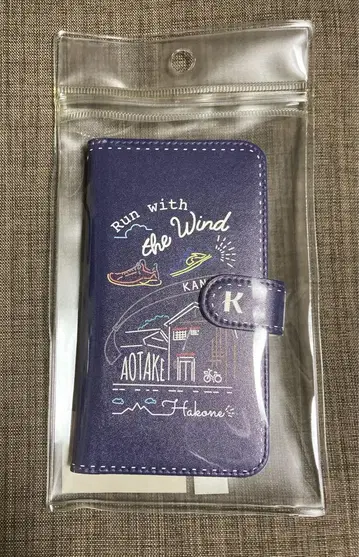 Run with
the Wind
KAN
K
AOTAKE
Hakone